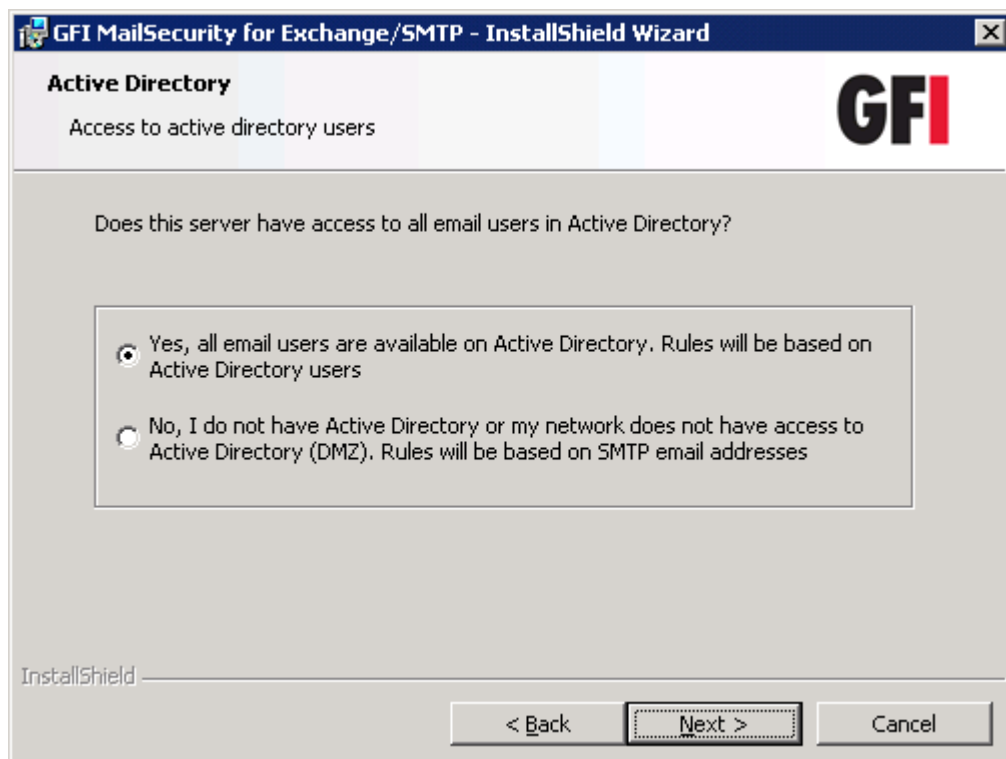 GFI MailSecurity for Exchange/SMTP - InstallShield Wizard
Active Directory
Access to active directory users
GFI
Does this server have access to all email users in Active Directory?
Yes, all email users are available on Active Directory. Rules will be based on
Active Directory users
No, I do not have Active Directory or my network does not have access to
Active Directory (DMZ). Rules will be based on SMTP email addresses
InstallShield
< Back
Next >
Cancel